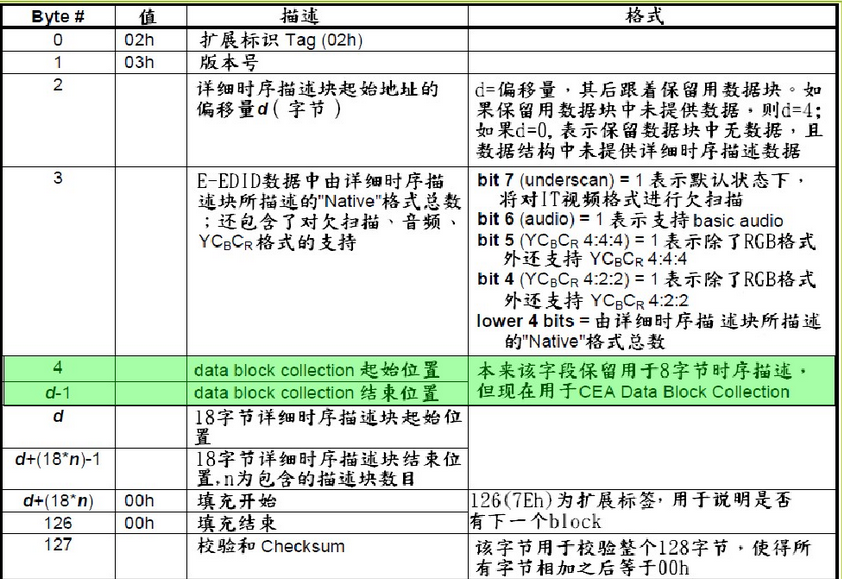 Byte # 值 描述 格式
0 02h 扩展标识 Tag (02h)
1 03h 版本号
2 详细时序描述块起始地址的 d=偏移量，其后跟着保留用数据块。如
偏移量d ( 字节 ) 果保留用数据块中未提供数据，则d=4;
如果d=0, 表示保留数据块中无数据，且
数据结构中未提供详细时序描述数据
3 E-EDID数据中由详细时序描 bit 7 (underscan) = 1 表示默认状态下，
述块所描述的"Native"格式总数 将对IT视频格式进行欠扫描
；还包含了对欠扫描、音频、 bit 6 (audio) = 1 表示支持 basic audio
YCBCR 格式的支持 bit 5 (YCBCR 4:4:4) = 1 表示除了RGB格式
外还支持 YCBCR 4:4:4
bit 4 (YCBCR 4:2:2) = 1 表示除了RGB格式
外还支持 YCBCR 4:2:2
lower 4 bits = 由详细时序描述块所描述
的"Native"格式总数
4 data block collection 起始位置 本来该字段保留用于8字节时序描述，
d-1 data block collection 结束位置 但现在用于CEA Data Block Collection
d 18字节详细时序描述块起始位
置
d+(18*n)-1 18字节详细时序描述块结束位
置,n为包含的描述块数目
d+(18*n) 00h 填充开始 126(7Eh)为扩展标签，用于说明是否
126 00h 填充结束 有下一个block
127 校验和 Checksum 该字节用于校验整个128字节，使得所
有字节相加之后等于00h